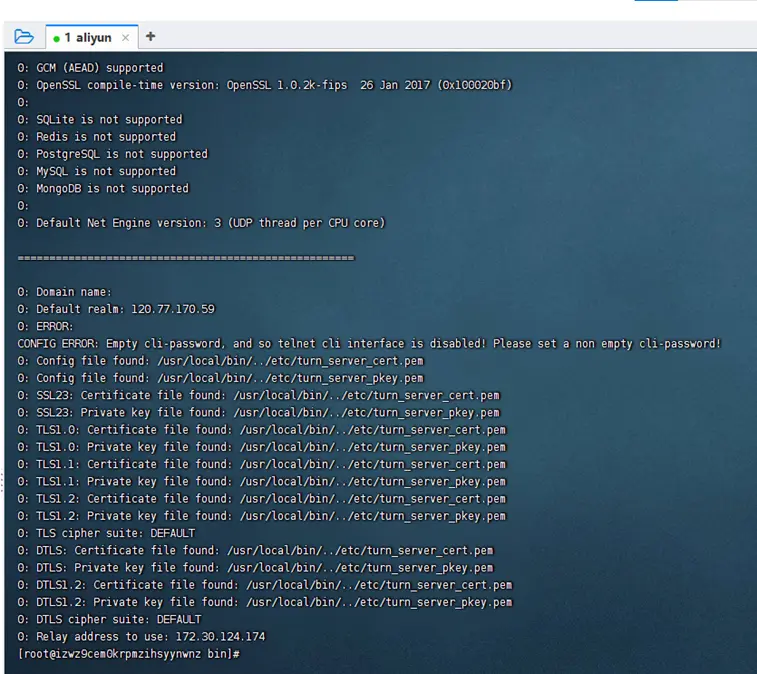 1 aliyun × +
0: GCM (AEAD) supported
0: OpenSSL compile-time version: OpenSSL 1.0.2k-fips  26 Jan 2017 (0x100020bf)
0:
0: SQLite is not supported
0: Redis is not supported
0: PostgreSQL is not supported
0: MySQL is not supported
0: MongoDB is not supported
0:
0: Default Net Engine version: 3 (UDP thread per CPU core)
=====================================================
0: Domain name:
0: Default realm: 120.77.170.59
0: ERROR:
CONFIG ERROR: Empty cli-password, and so telnet cli interface is disabled! Please set a non empty cli-password!
0: Config file found: /usr/local/bin/../etc/turn_server_cert.pem
0: Config file found: /usr/local/bin/../etc/turn_server_pkey.pem
0: SSL23: Certificate file found: /usr/local/bin/../etc/turn_server_cert.pem
0: SSL23: Private key file found: /usr/local/bin/../etc/turn_server_pkey.pem
0: TLS1.0: Certificate file found: /usr/local/bin/../etc/turn_server_cert.pem
0: TLS1.0: Private key file found: /usr/local/bin/../etc/turn_server_pkey.pem
0: TLS1.1: Certificate file found: /usr/local/bin/../etc/turn_server_cert.pem
0: TLS1.1: Private key file found: /usr/local/bin/../etc/turn_server_pkey.pem
0: TLS1.2: Certificate file found: /usr/local/bin/../etc/turn_server_cert.pem
0: TLS1.2: Private key file found: /usr/local/bin/../etc/turn_server_pkey.pem
0: TLS cipher suite: DEFAULT
0: DTLS: Certificate file found: /usr/local/bin/../etc/turn_server_cert.pem
0: DTLS: Private key file found: /usr/local/bin/../etc/turn_server_pkey.pem
0: DTLS1.2: Certificate file found: /usr/local/bin/../etc/turn_server_cert.pem
0: DTLS1.2: Private key file found: /usr/local/bin/../etc/turn_server_pkey.pem
0: DTLS cipher suite: DEFAULT
0: Relay address to use: 172.30.124.174
[root@izwz9cem0krpmzihsyynwnz bin]#